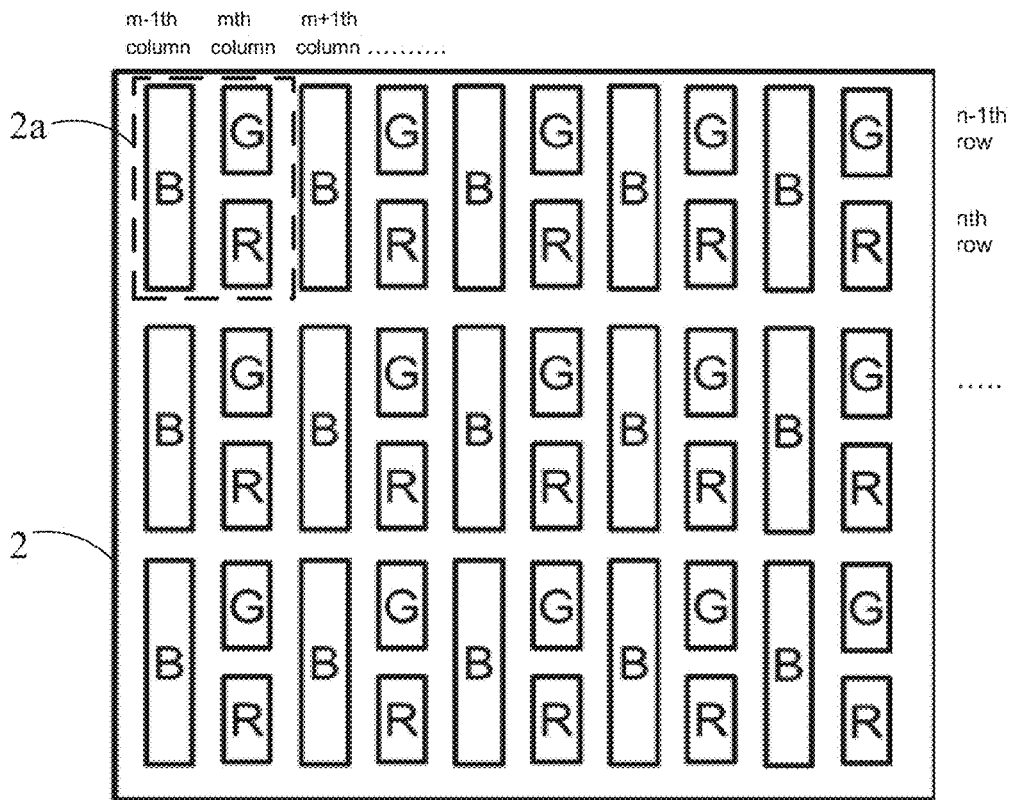 m-1th mth m+1th
column column column ..........
2a
G G G G G n-1th
row
B B B B B
nth
row
R R R R R
G G G G G
.....
B B B B B
R R R R R
2
G G G G G
B B B B B
R R R R R